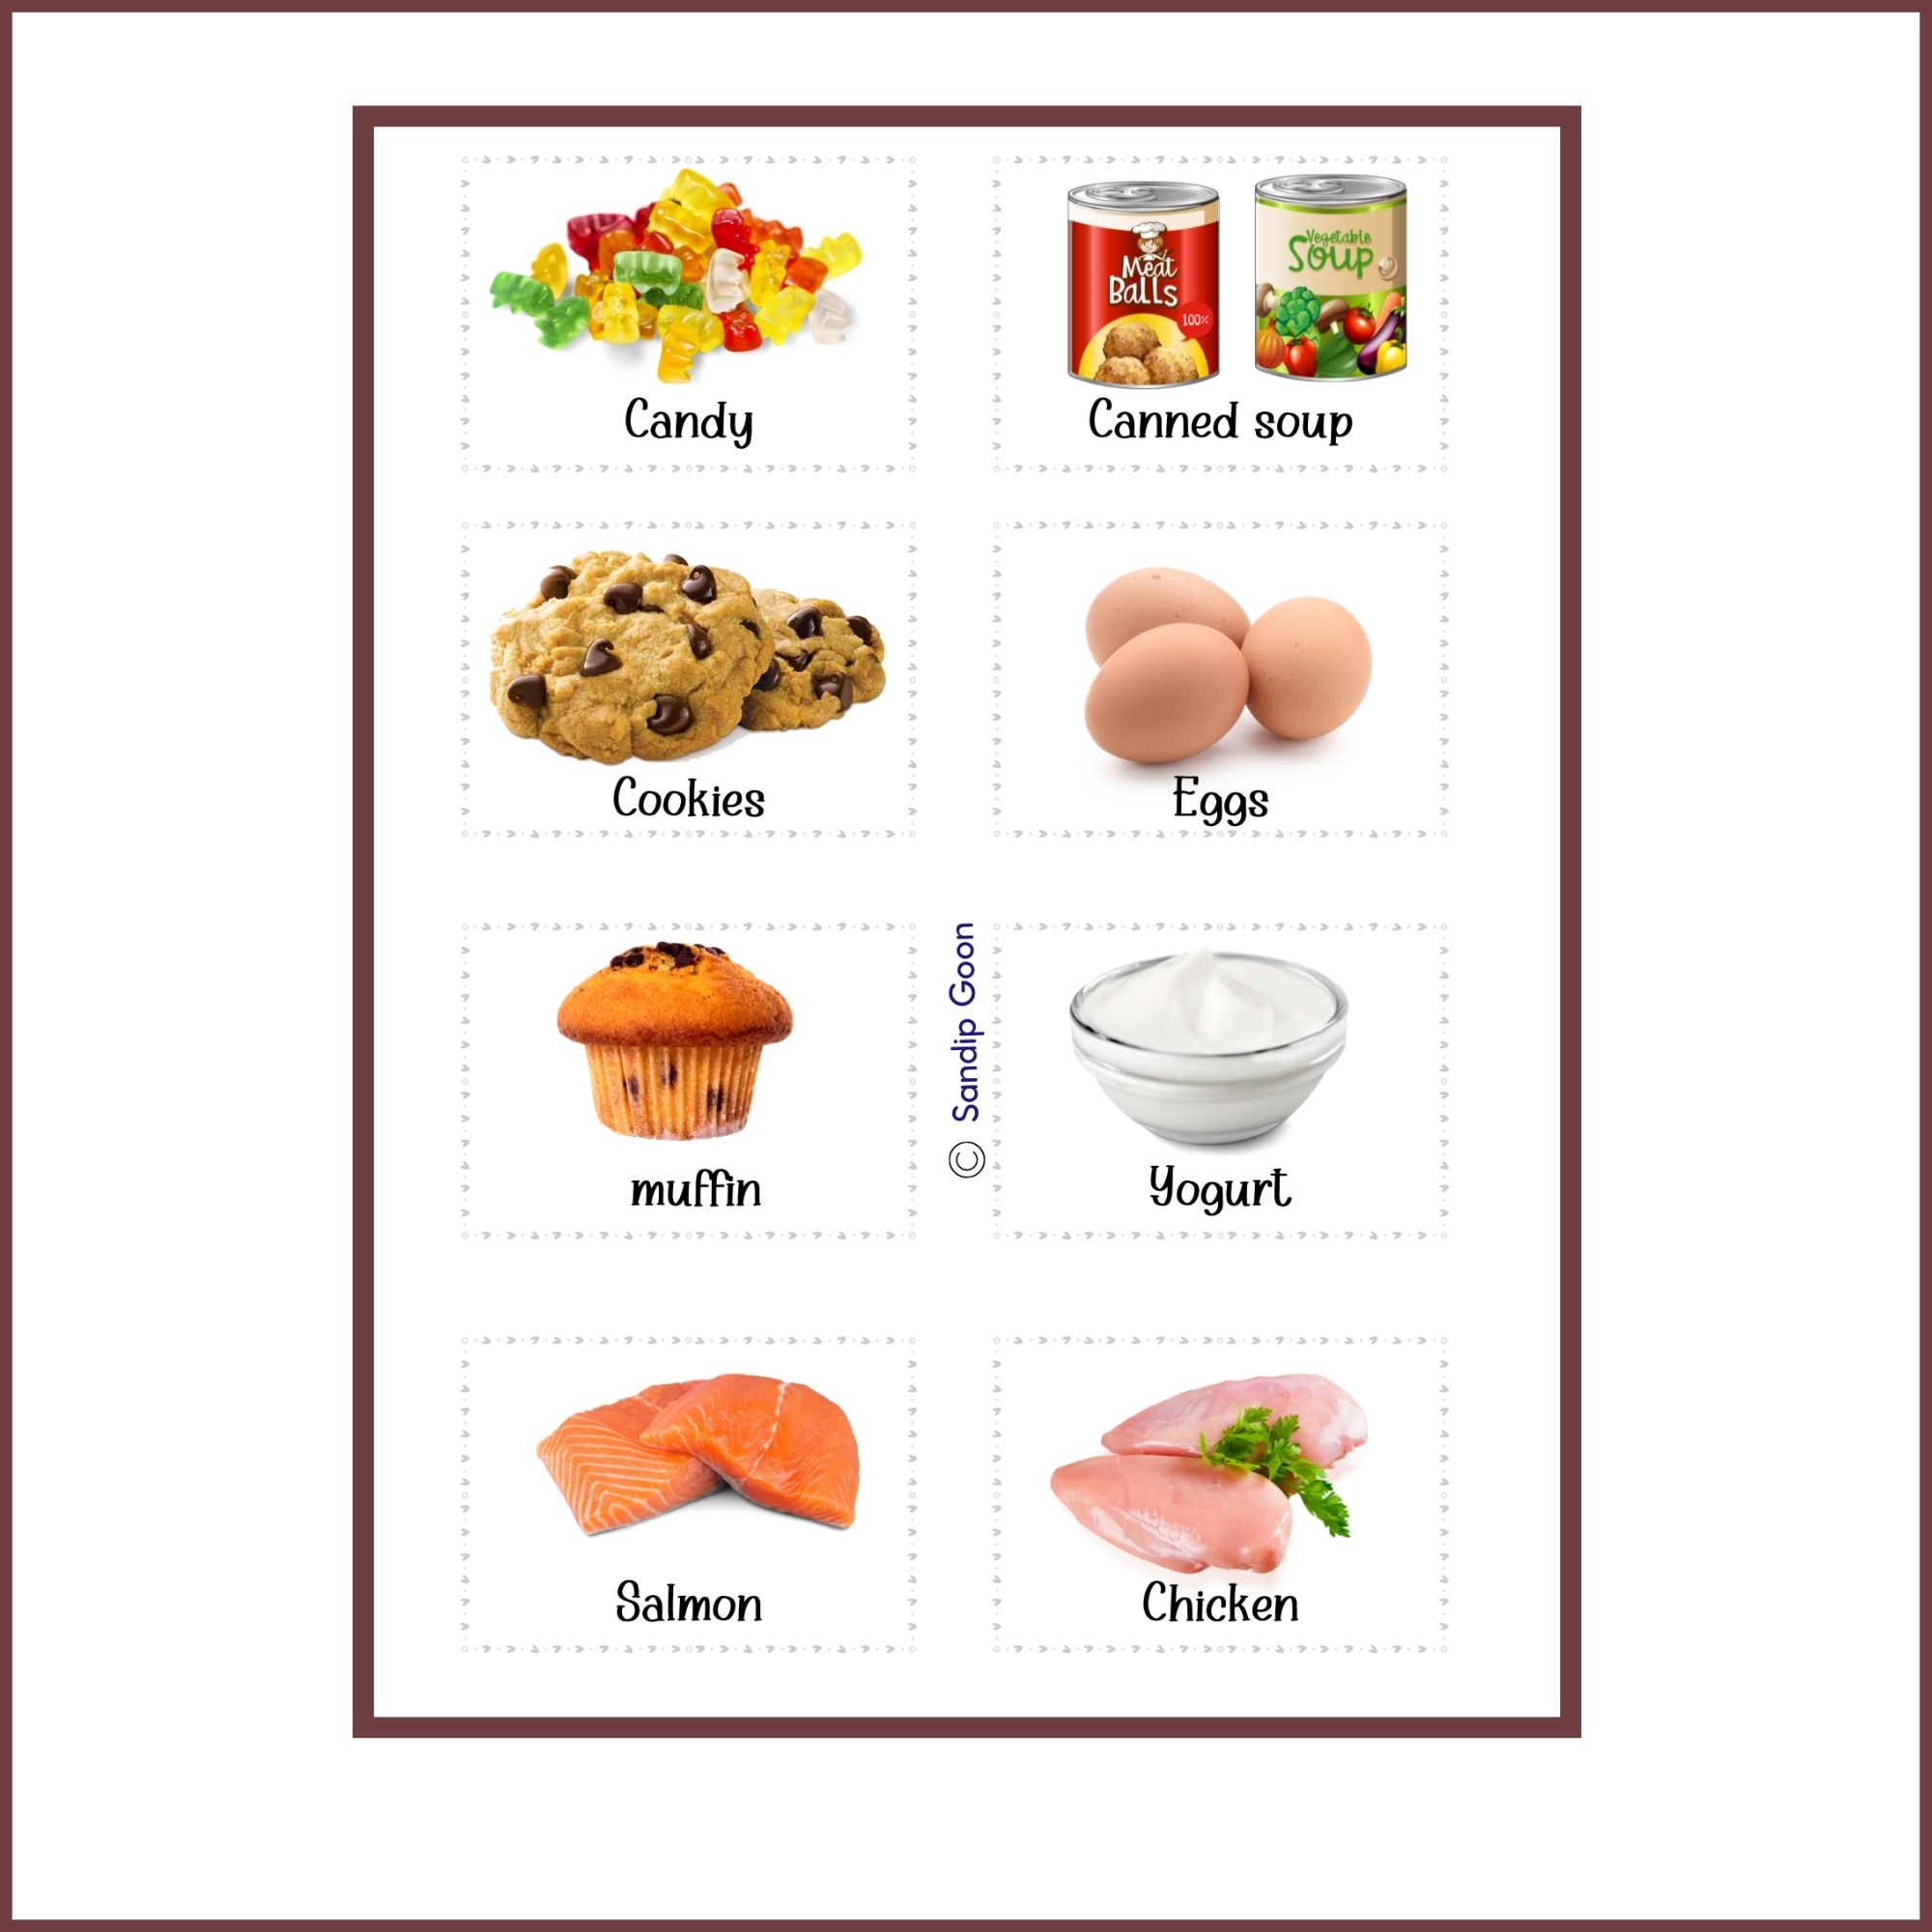 Meat
Balls
100%
Vegetable
Soup
Candy
Canned soup
Cookies
Eggs
© Sandip Goon
muffin
Yogurt
Salmon
Chicken